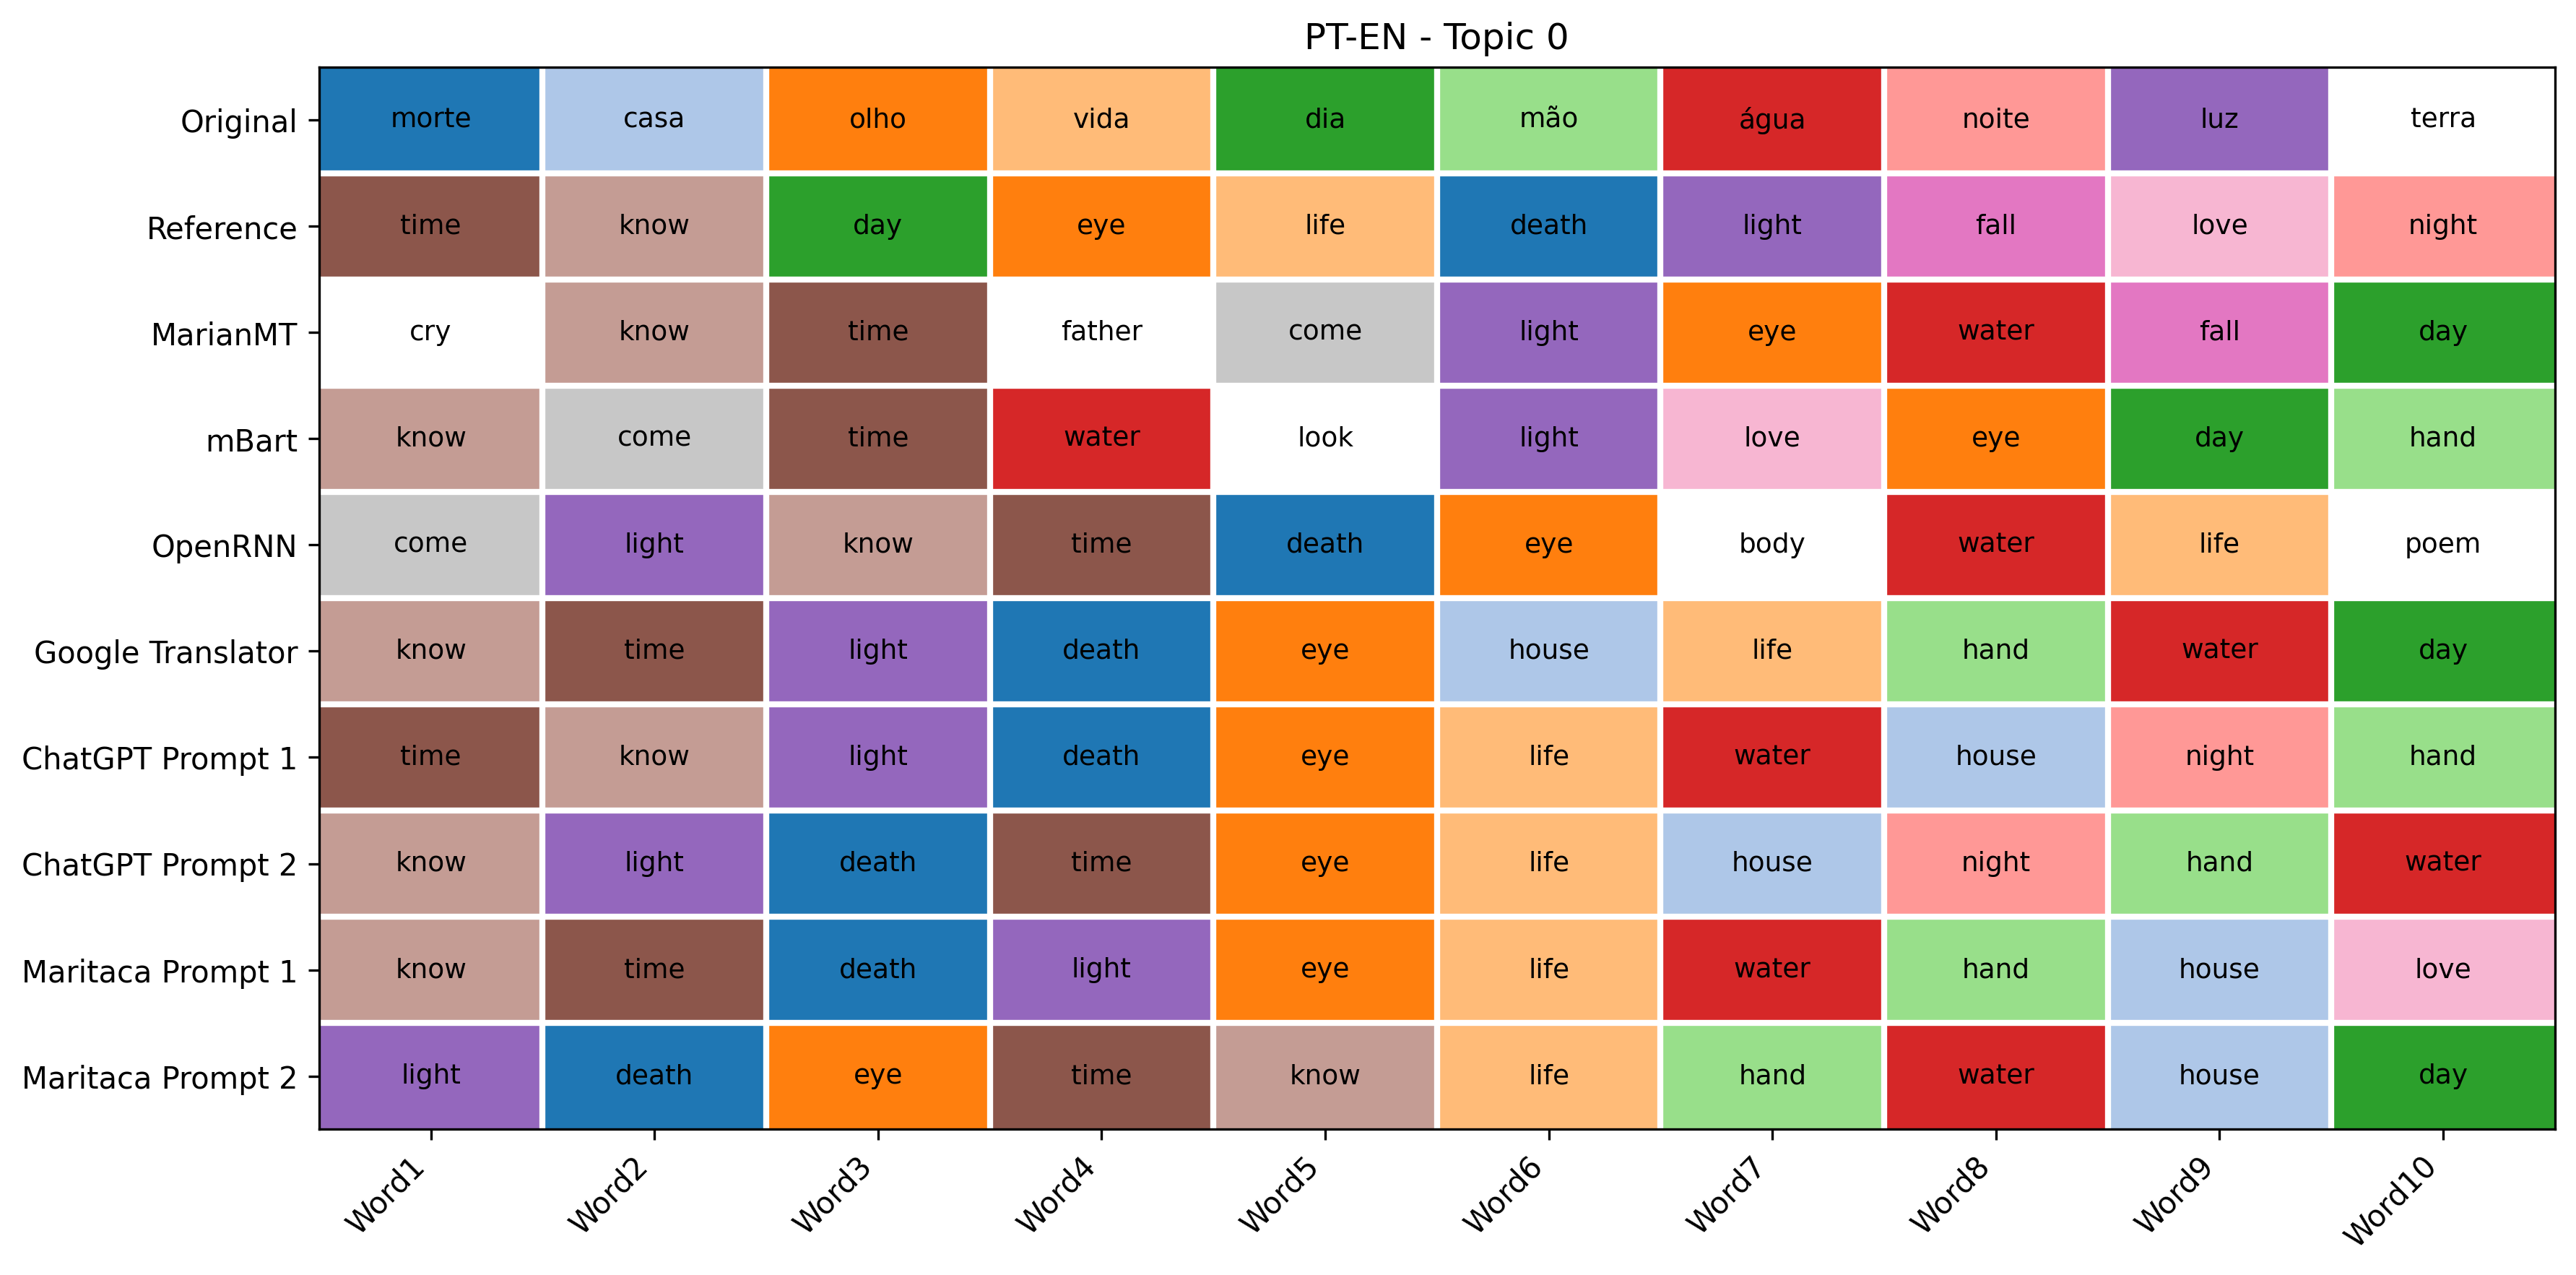 PT-EN - Topic 0
Original morte casa olho vida dia mão água noite luz terra
Reference time know day eye life death light fall love night
MarianMT cry know time father come light eye water fall day
mBart know come time water look light love eye day hand
OpenRNN come light know time death eye body water life poem
Google Translator know time light death eye house life hand water day
ChatGPT Prompt 1 time know light death eye life water house night hand
ChatGPT Prompt 2 know light death time eye life house night hand water
Maritaca Prompt 1 know time death light eye life water hand house love
Maritaca Prompt 2 light death eye time know life hand water house day
Word1 Word2 Word3 Word4 Word5 Word6 Word7 Word8 Word9 Word10